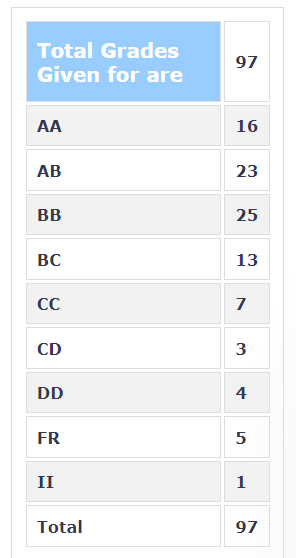 Total Grades
Given for are 97
AA 16
AB 23
BB 25
BC 13
CC 7
CD 3
DD 4
FR 5
II 1
Total 97